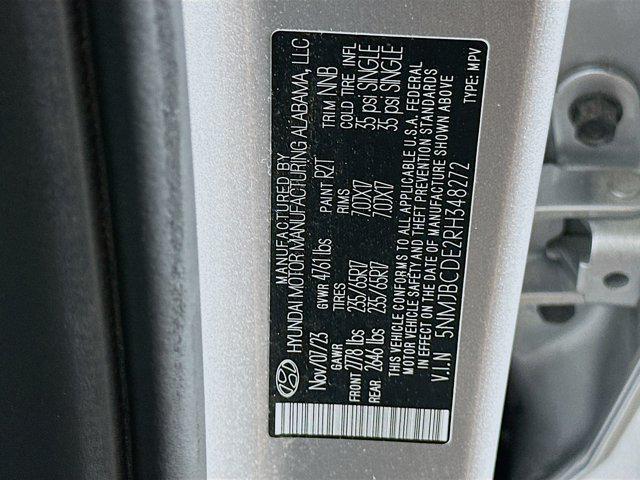 MANUFACTURED BY
HYUNDAI MOTOR MANUFACTURING ALABAMA, LLC
Nov/07/23 GVWR 4761 lbs PAINT R2T TRIM NNB
GAWR TIRES RIMS COLD TIRE INFL
FRONT 2778 lbs 235/65R17 7.0JX17 35 psi SINGLE
REAR 2646 lbs 235/65R17 7.0JX17 35 psi SINGLE
THIS VEHICLE CONFORMS TO ALL APPLICABLE U.S.A. FEDERAL
MOTOR VEHICLE SAFETY AND THEFT PREVENTION STANDARDS
IN EFFECT ON THE DATE OF MANUFACTURE SHOWN ABOVE
V.I.N 5NMJBCDE2RH348272 TYPE: MPV